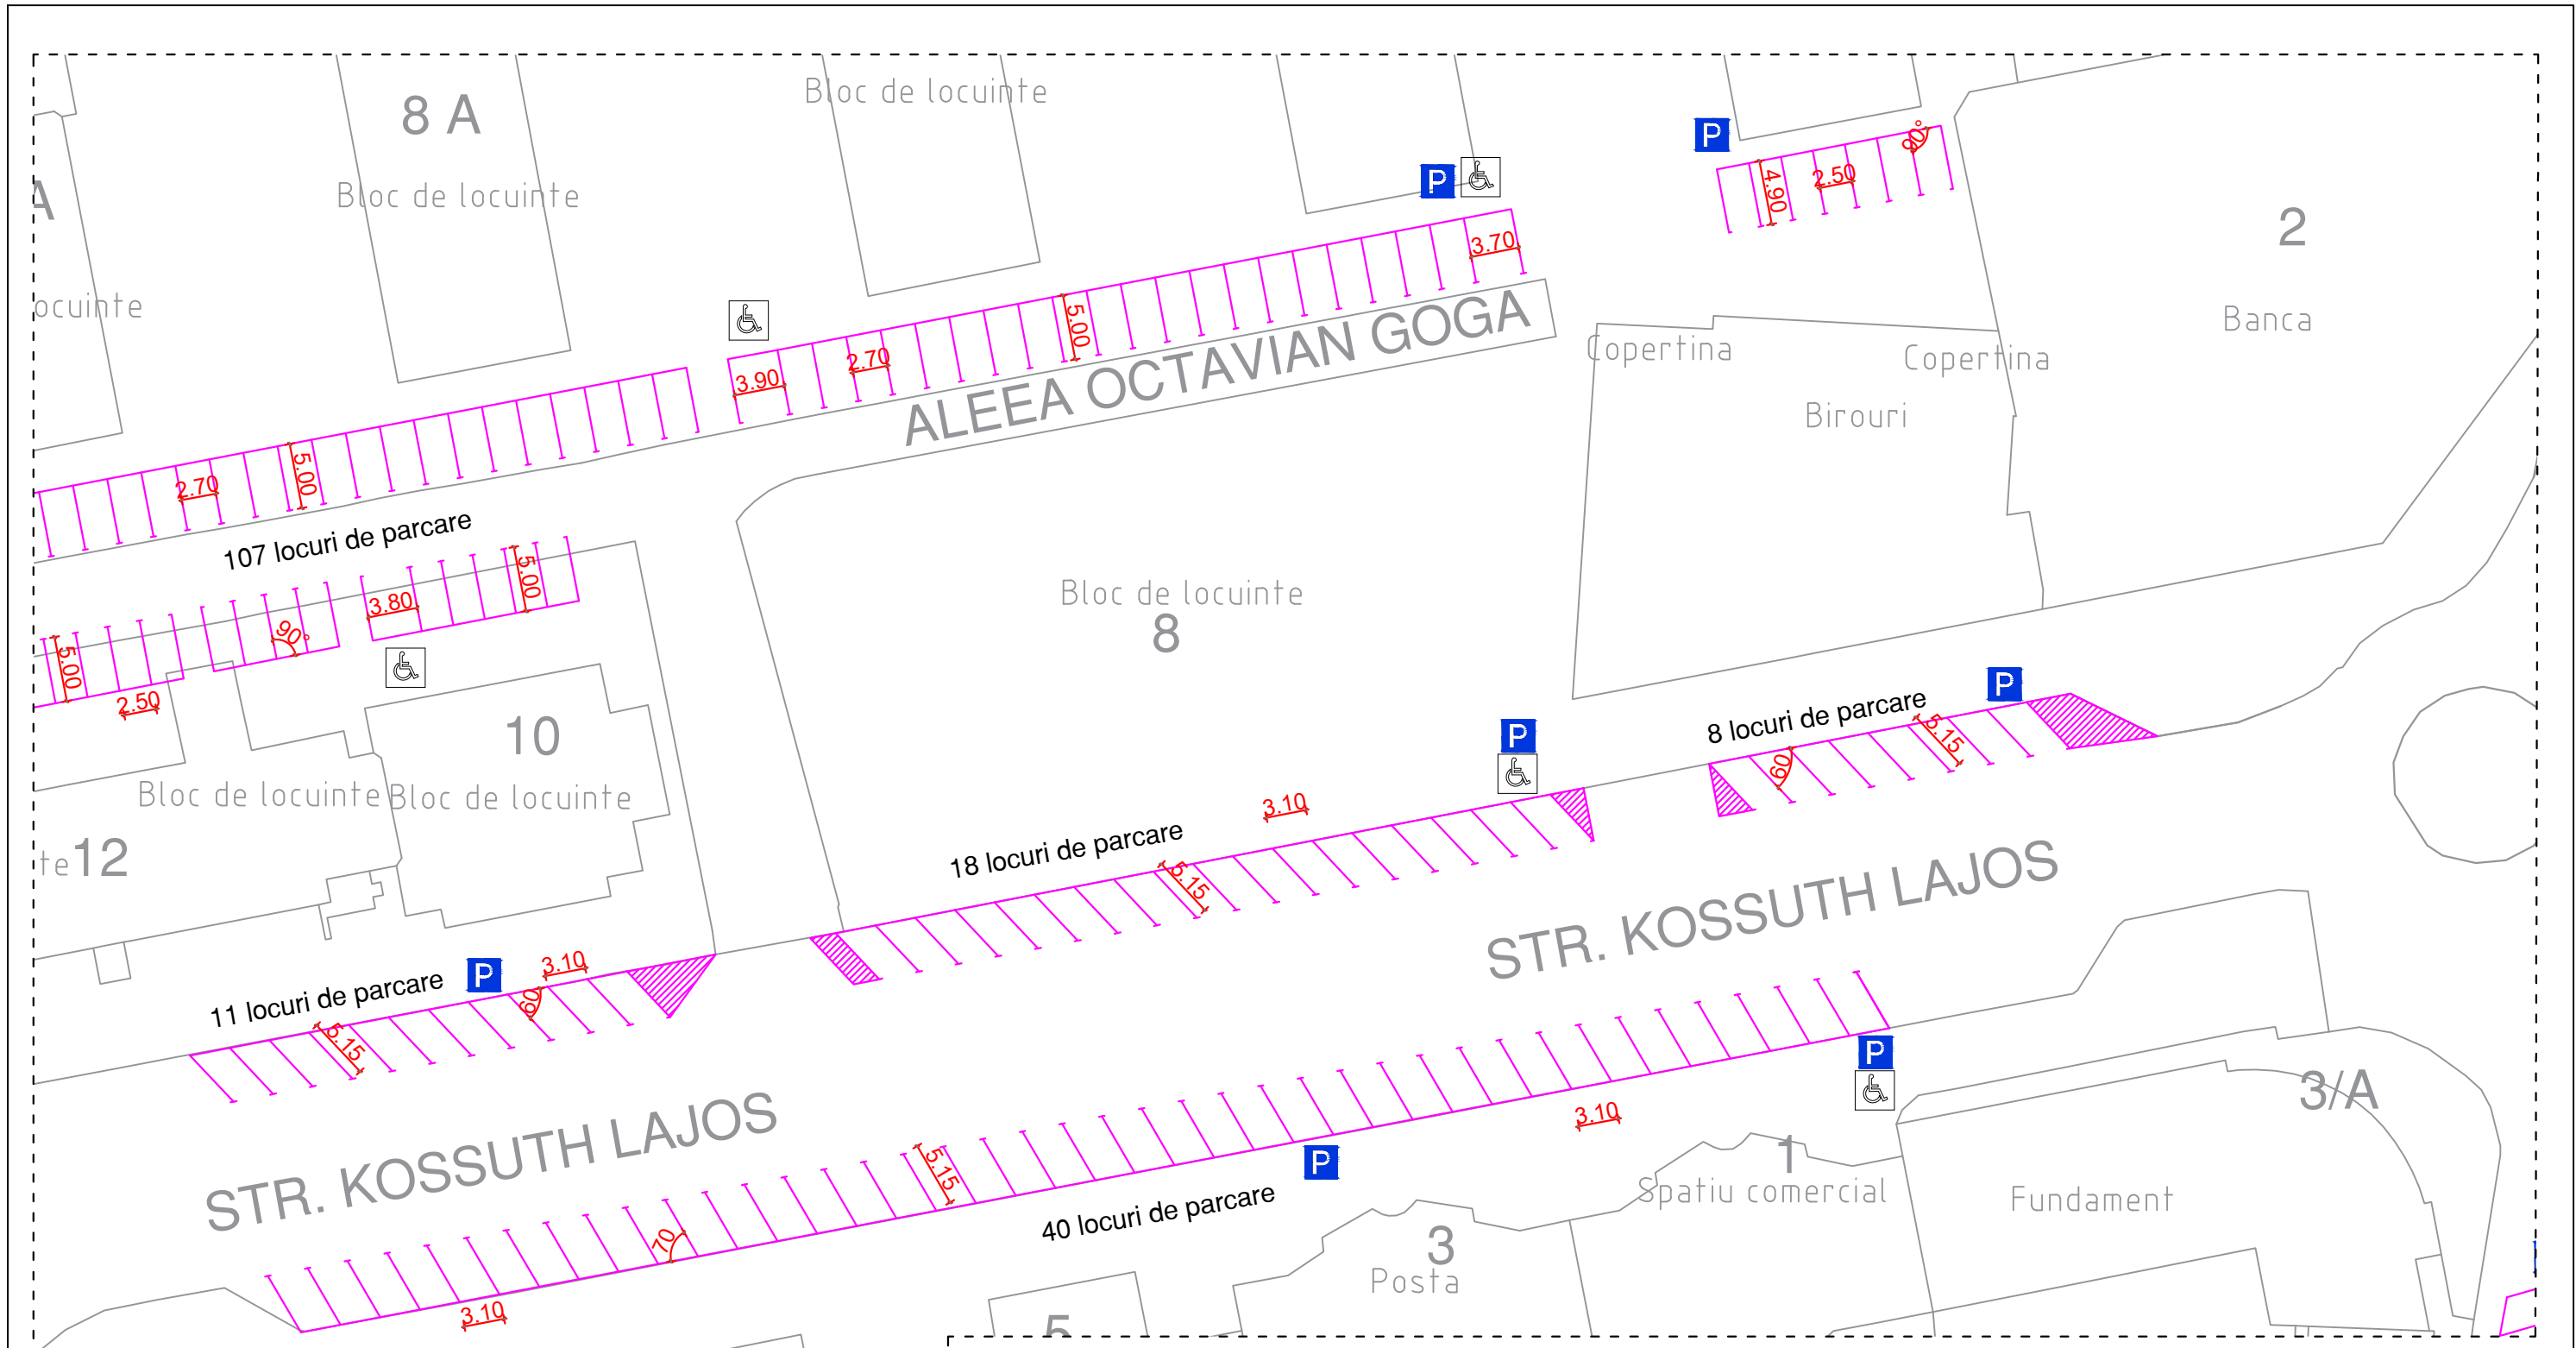 8 A
Bloc de locuinte
Bloc de locuinte
A
ocuinte
P
P
90°
4.90
2.50
2
Banca
3.70
5.00
2.70
3.90
ALEEA OCTAVIAN GOGA
Copertina
Copertina
Birouri
2.70
5.00
107 locuri de parcare
5.00
3.80
90°
5.00
2.50
Bloc de locuinte
8
10
Bloc de locuinte
Bloc de locuinte
te12
P
8 locuri de parcare
5.15
60
P
3.10
18 locuri de parcare
5.15
STR. KOSSUTH LAJOS
P
3.10
11 locuri de parcare
60
5.15
STR. KOSSUTH LAJOS
5.15
70
3.10
40 locuri de parcare
P
3.10
P
1
Spatiu comercial
3/A
Fundament
3
Posta
5